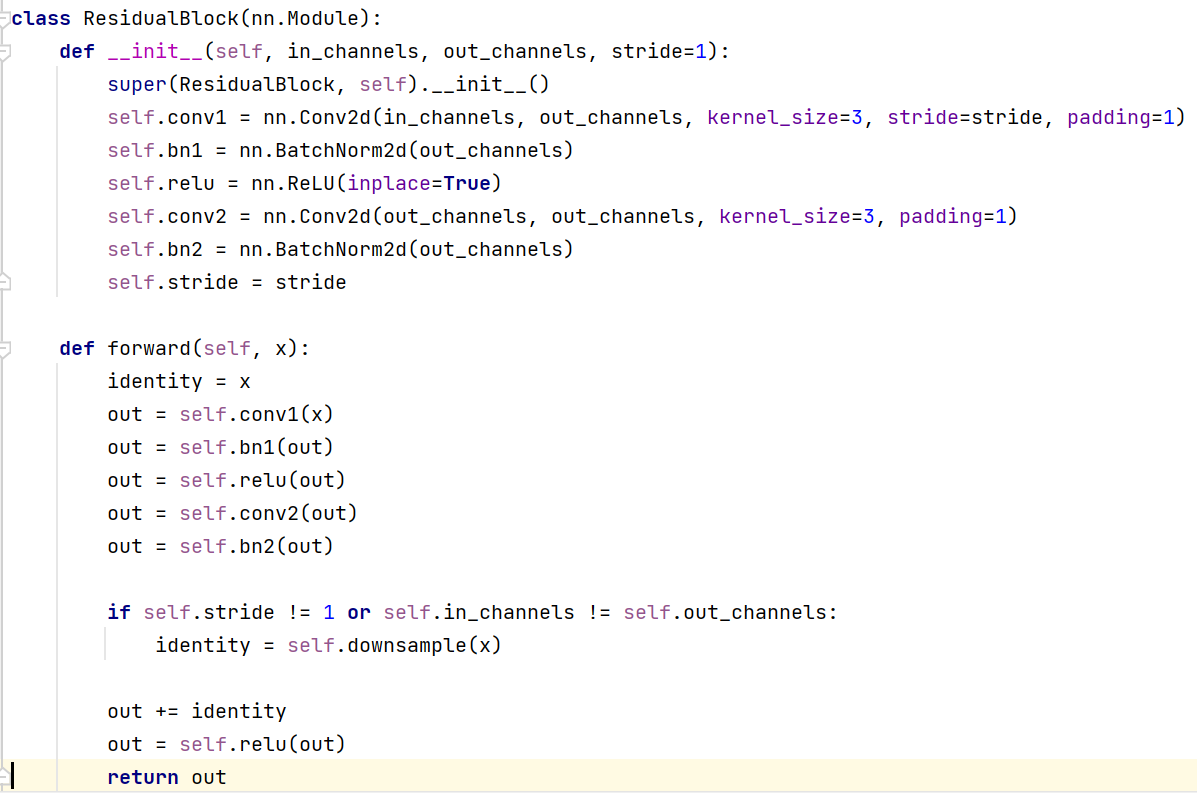 class ResidualBlock(nn.Module):
    def __init__(self, in_channels, out_channels, stride=1):
        super(ResidualBlock, self).__init__()
        self.conv1 = nn.Conv2d(in_channels, out_channels, kernel_size=3, stride=stride, padding=1)
        self.bn1 = nn.BatchNorm2d(out_channels)
        self.relu = nn.ReLU(inplace=True)
        self.conv2 = nn.Conv2d(out_channels, out_channels, kernel_size=3, padding=1)
        self.bn2 = nn.BatchNorm2d(out_channels)
        self.stride = stride

    def forward(self, x):
        identity = x
        out = self.conv1(x)
        out = self.bn1(out)
        out = self.relu(out)
        out = self.conv2(out)
        out = self.bn2(out)

        if self.stride != 1 or self.in_channels != self.out_channels:
            identity = self.downsample(x)

        out += identity
        out = self.relu(out)
        return out